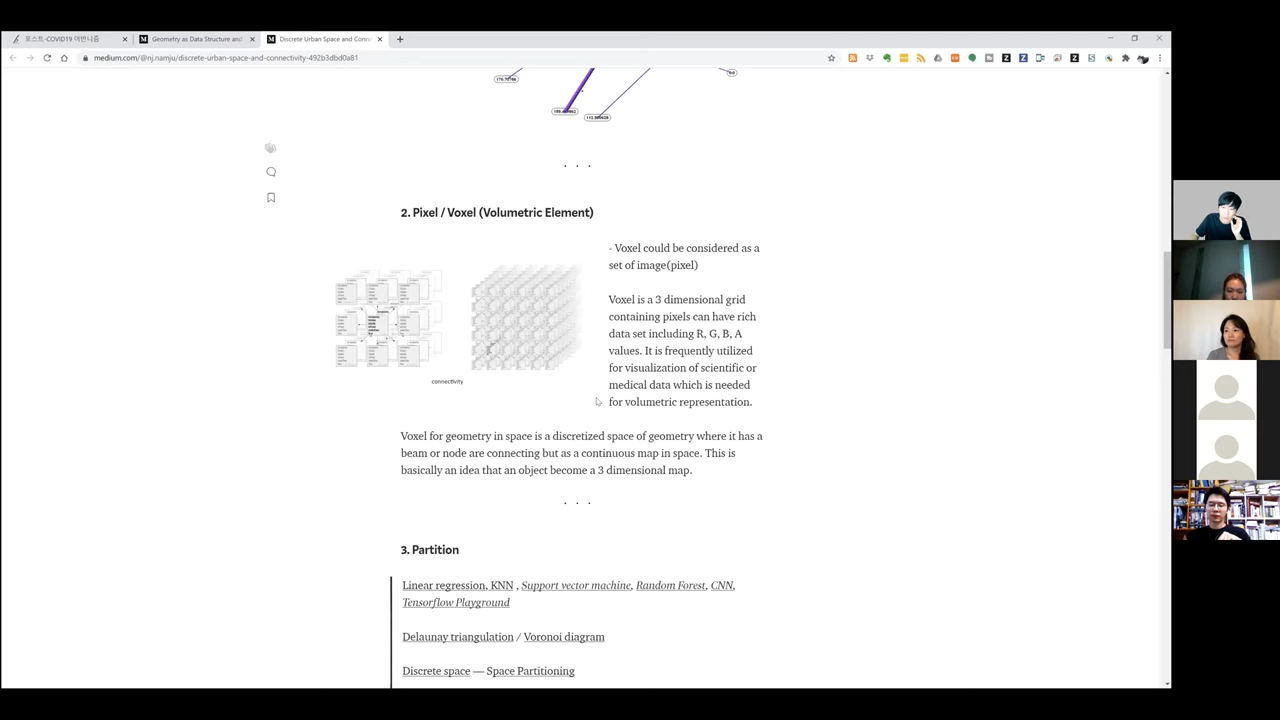 포스트-COVID19 어반니즘
Geometry as Data Structure and
Discrete Urban Space and Conn
medium.com/@nj.namju/discrete-urban-space-and-connectivity-492b3dbd0a81
. . .
2. Pixel / Voxel (Volumetric Element)
- Voxel could be considered as a
set of image(pixel)
Voxel is a 3 dimensional grid
containing pixels can have rich
data set including R, G, B, A
values. It is frequently utilized
for visualization of scientific or
medical data which is needed
for volumetric representation.
connectivity
Voxel for geometry in space is a discretized space of geometry where it has a
beam or node are connecting but as a continuous map in space. This is
basically an idea that an object become a 3 dimensional map.
. . .
3. Partition
Linear regression, KNN , Support vector machine, Random Forest, CNN,
Tensorflow Playground
Delaunay triangulation / Voronoi diagram
Discrete space — Space Partitioning